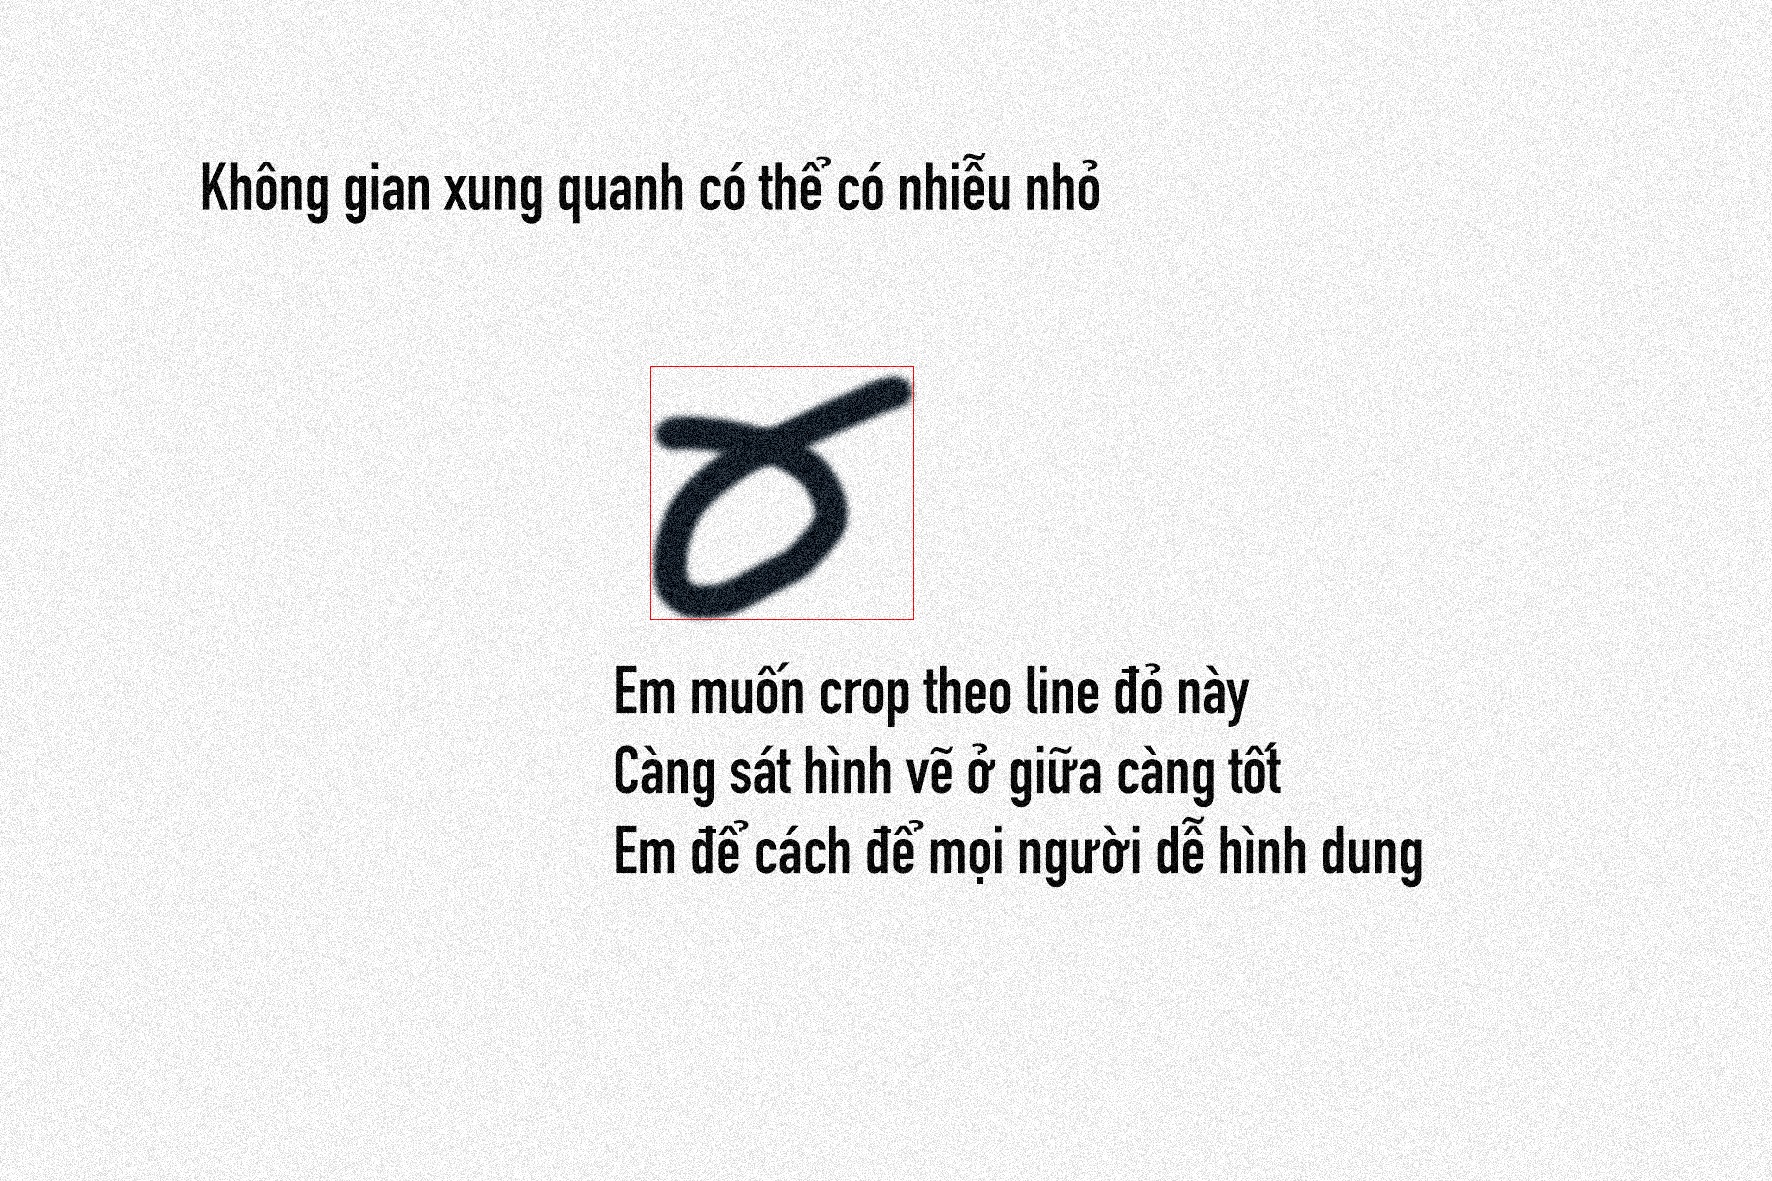 Không gian xung quanh có thể có nhiễu nhỏ
Em muốn crop theo line đỏ này
Càng sát hình vẽ ở giữa càng tốt
Em để cách để mọi người dễ hình dung